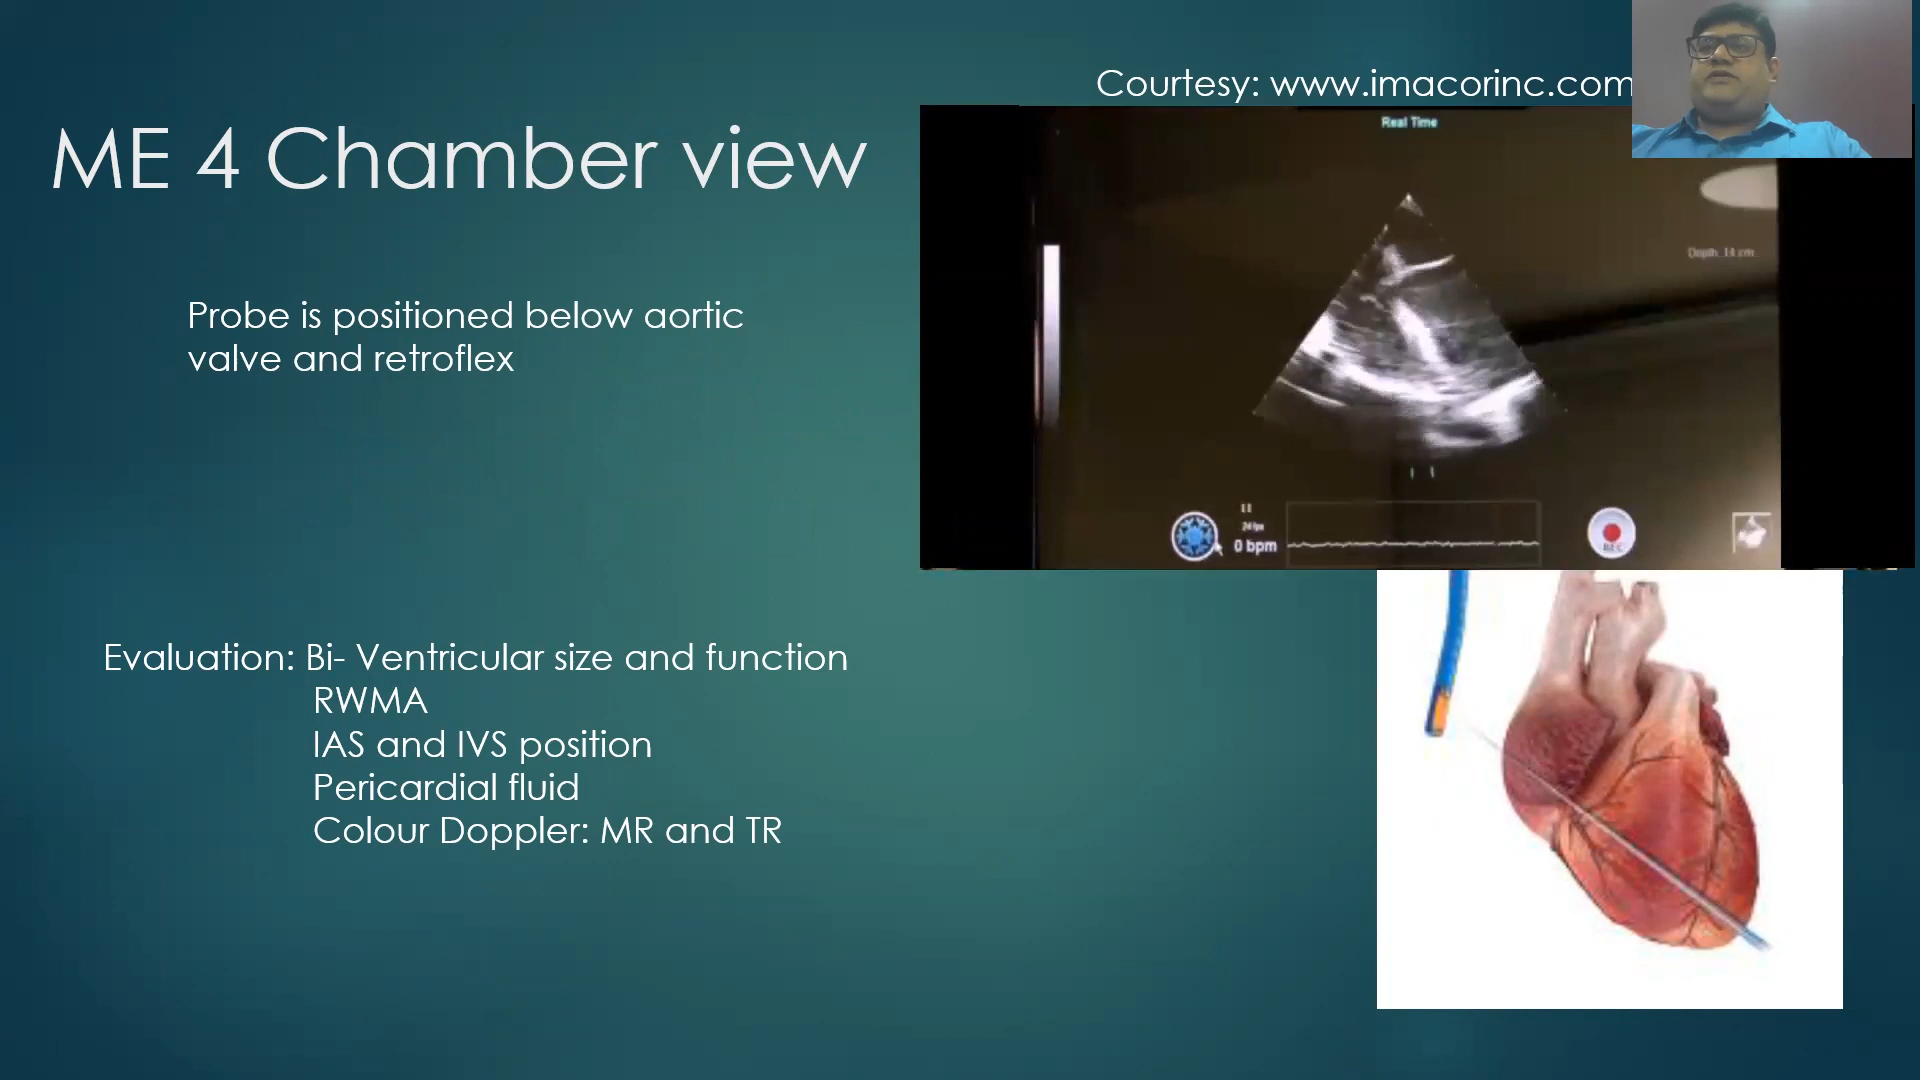 Courtesy: www.imacorinc.com
ME 4 Chamber view
Real Time
Depth 14 cm
Probe is positioned below aortic
valve and retroflex
24 fps
0 bpm
REC
Evaluation: Bi- Ventricular size and function
RWMA
IAS and IVS position
Pericardial fluid
Colour Doppler: MR and TR